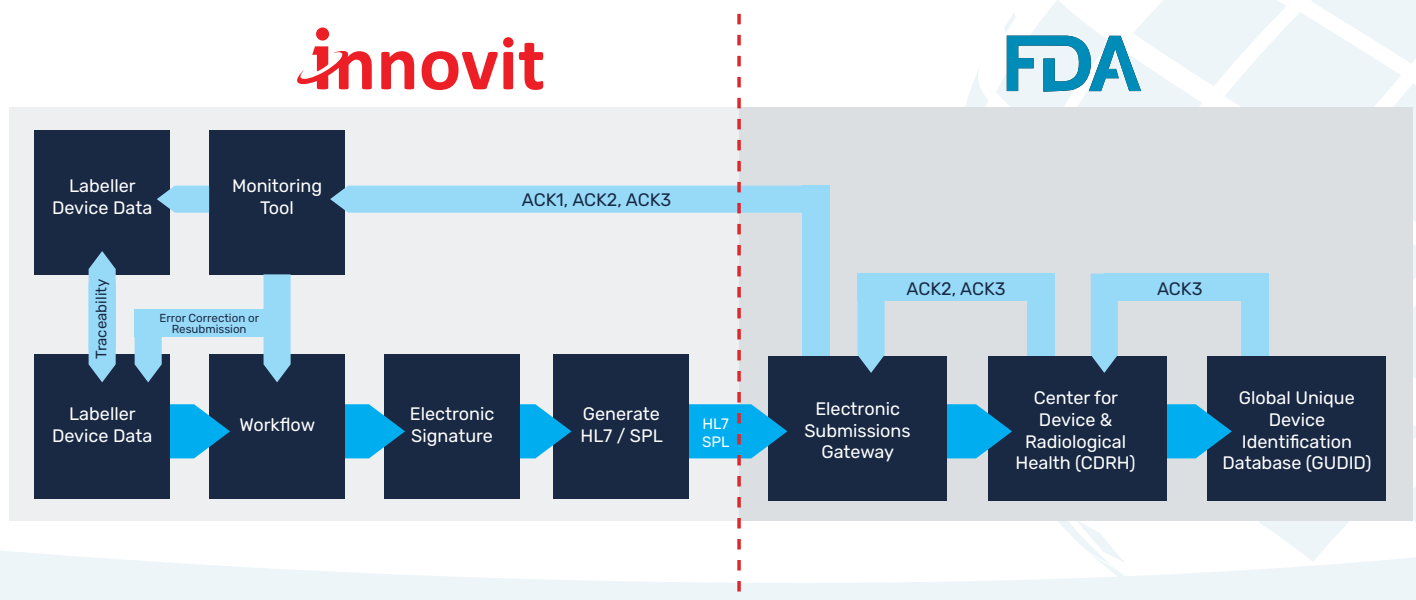 innovit
FDA
Labeller
Device Data
Monitoring
Tool
ACK1, ACK2, ACK3
Traceability
Error Correction or
Resubmission
ACK2, ACK3
ACK3
Labeller
Device Data
Workflow
Electronic
Signature
Generate
HL7 / SPL
HL7
SPL
Electronic
Submissions
Gateway
Center for
Device &
Radiological
Health (CDRH)
Global Unique
Device
Identification
Database (GUDID)